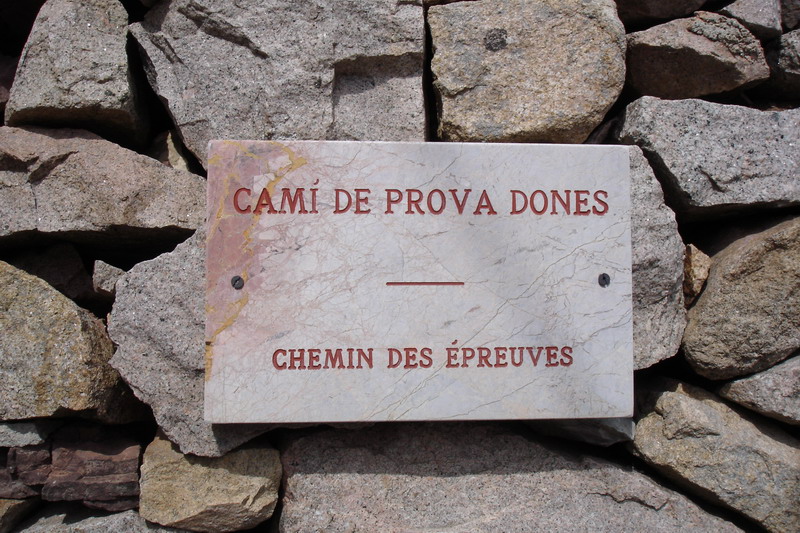 CAMÍ DE PROVA DONES
CHEMIN DES ÉPREUVES